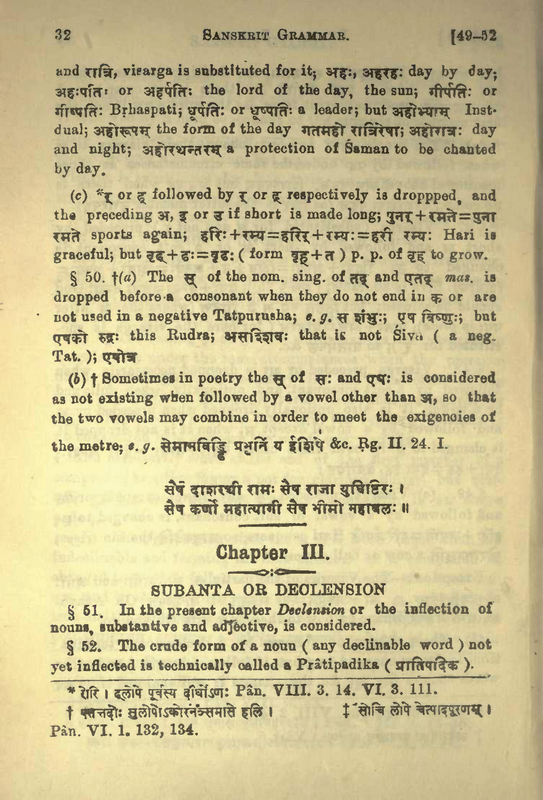 32 SANSKRIT GRAMMAR. [49–52
and रात्रि, visarga is substituted for it; अहः, अहरहः day by day;
अहःपतिः or अहर्पतिः the lord of the day, the sun; गीर्पतिः or
गीष्पतिः Bṛhaspati; धूर्पतिः or धूष्पतिः a leader; but अहोभ्याम् Inst-
dual; अहोरूपम् the form of the day गतमहो रात्रिरेषा; अहोरात्रः day
and night; अहोरथन्तरम् a protection of Saman to be chanted
by day.
(c) *र् or ढ् followed by र् or ढ् respectively is droppped, and
the preceding अ, इ or उ if short is made long; पुनर्+रमते=पुना
रमते sports again; हरिः+रम्य=हरिर्+रम्यः=हरी रम्यः Hari is
graceful; but वृढ्+ढः=वृढः ( form वृह्+त ) p. p. of वृह् to grow.
§ 50. †(a) The स् of the nom. sing. of तद् and एतद् mas. is
dropped before a consonant when they do not end in क or are
not used in a negative Tatpurusha; e. g. स शंभुः; एष विष्णुः; but
एषको रुद्रः this Rudra; असश्शिवः that is not Śiva ( a neg.
Tat. ); एषोत्र
(b) † Sometimes in poetry the स् of सः and एषः is considered
as not existing when followed by a vowel other than अ, so that
the two vowels may combine in order to meet the exigenoies of
the metre; e. g. सेमामविड्ढि प्रभृतिं य ईशिषे &c. Ṛg. II. 24. I.
सैष दाशरथी रामः सैष राजा युधिष्टिरः ।
सैष कर्णो महात्यागी सैष भीमो महाबलः ॥
Chapter III.
SUBANTA OR DECLENSION
§ 51. In the present chapter Declension or the inflection of
nouns, substantive and adjective, is considered.
§ 52. The crude form of a noun ( any declinable word ) not
yet inflected is technically called a Prâtipadika ( प्रातिपदिक ).
* रोरि । ढ्रलोपे पूर्वस्य दीर्घोऽणः Pân. VIII. 3. 14. VI. 3. 111.
† एतत्तदोः सुलोपोऽकोरनञ्समासे हलि । ‡ सोचि लोपे चेत्पादपूरणम् ।
Pân. VI. 1. 132, 134.